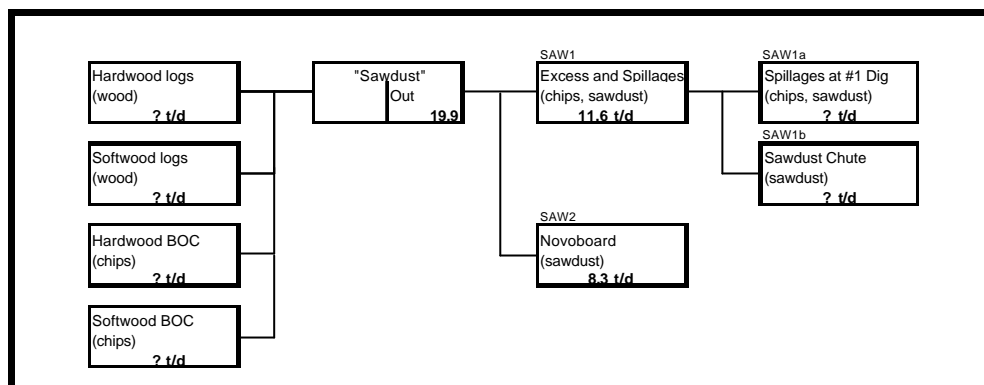 Hardwood logs
(wood)
? t/d
Softwood logs
(wood)
? t/d
Hardwood BOC
(chips)
? t/d
Softwood BOC
(chips)
? t/d
"Sawdust"
Out
19.9
SAW1
Excess and Spillages
(chips, sawdust)
11.6 t/d
SAW2
Novoboard
(sawdust)
8.3 t/d
SAW1a
Spillages at #1 Dig
(chips, sawdust)
? t/d
SAW1b
Sawdust Chute
(sawdust)
? t/d